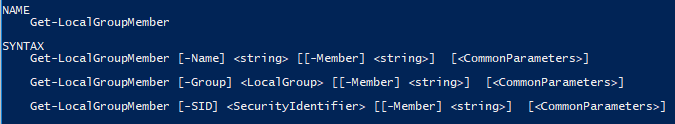 NAME
Get-LocalGroupMember
SYNTAX
Get-LocalGroupMember [-Name] <string> [[-Member] <string>]  [<CommonParameters>]
Get-LocalGroupMember [-Group] <LocalGroup> [[-Member] <string>]  [<CommonParameters>]
Get-LocalGroupMember [-SID] <SecurityIdentifier> [[-Member] <string>]  [<CommonParameters>]